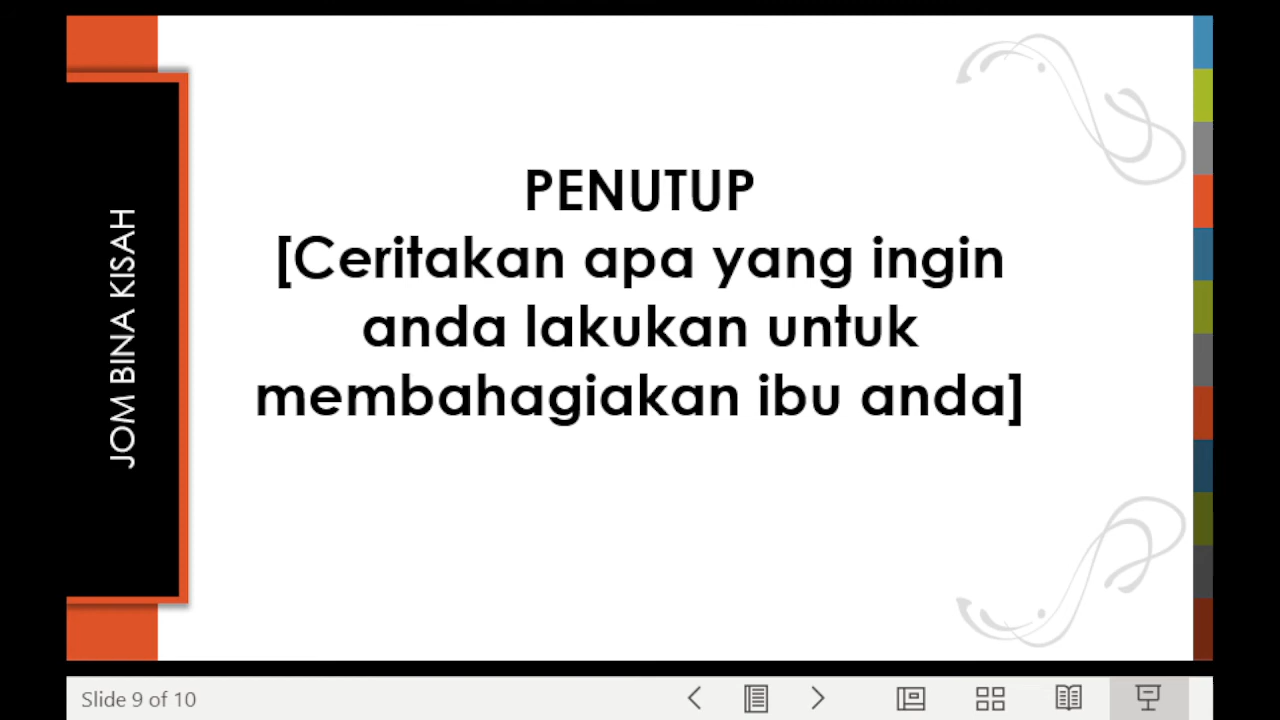 JOM BINA KISAH
PENUTUP
[Ceritakan apa yang ingin
anda lakukan untuk
membahagiakan ibu anda]
Slide 9 of 10